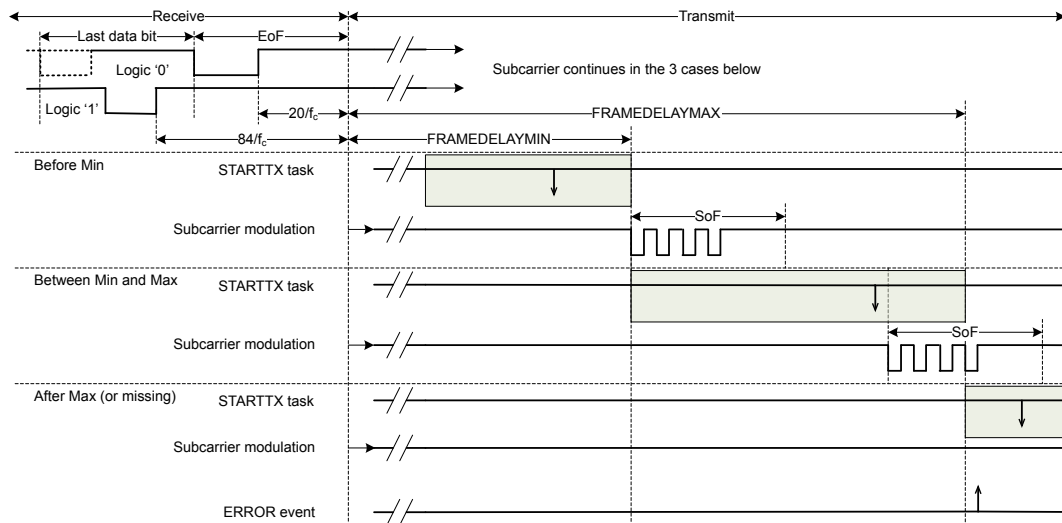 Receive
Transmit
Last data bit
EoF
Logic ‘0’
Subcarrier continues in the 3 cases below
Logic ‘1’
20/fc
FRAMEDELAYMAX
84/fc
FRAMEDELAYMIN
Before Min
STARTTX task
SoF
Subcarrier modulation
Between Min and Max
STARTTX task
SoF
Subcarrier modulation
After Max (or missing)
STARTTX task
Subcarrier modulation
ERROR event